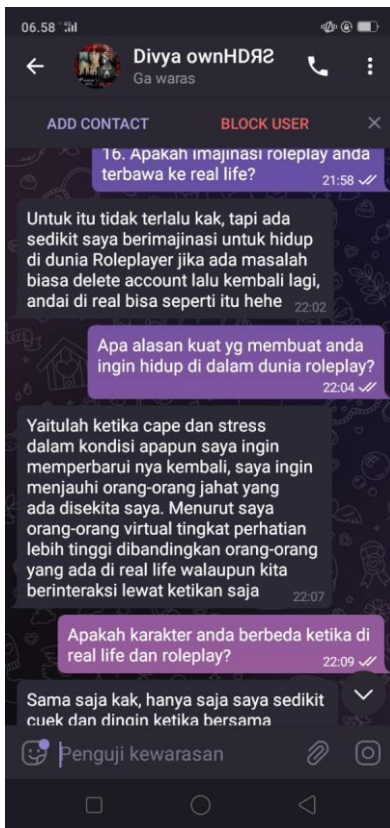 06.58
Divya ownHDЯƧ
Ga waras
ADD CONTACT
BLOCK USER
16. Apakah imajinasi roleplay anda
terbawa ke real life?
21:58
Untuk itu tidak terlalu kak, tapi ada
sedikit saya berimajinasi untuk hidup
di dunia Roleplayer jika ada masalah
biasa delete account lalu kembali lagi,
andai di real bisa seperti itu hehe
22:02
Apa alasan kuat yg membuat anda
ingin hidup di dalam dunia roleplay?
22:04
Yaitulah ketika cape dan stress
dalam kondisi apapun saya ingin
memperbarui nya kembali, saya ingin
menjauhi orang-orang jahat yang
ada disekita saya. Menurut saya
orang-orang virtual tingkat perhatian
lebih tinggi dibandingkan orang-orang
yang ada di real life walaupun kita
berinteraksi lewat ketikan saja
22:07
Apakah karakter anda berbeda ketika di
real life dan roleplay?
22:09
Sama saja kak, hanya saja saya sedikit
cuek dan dingin ketika bersama
Penguji kewarasan